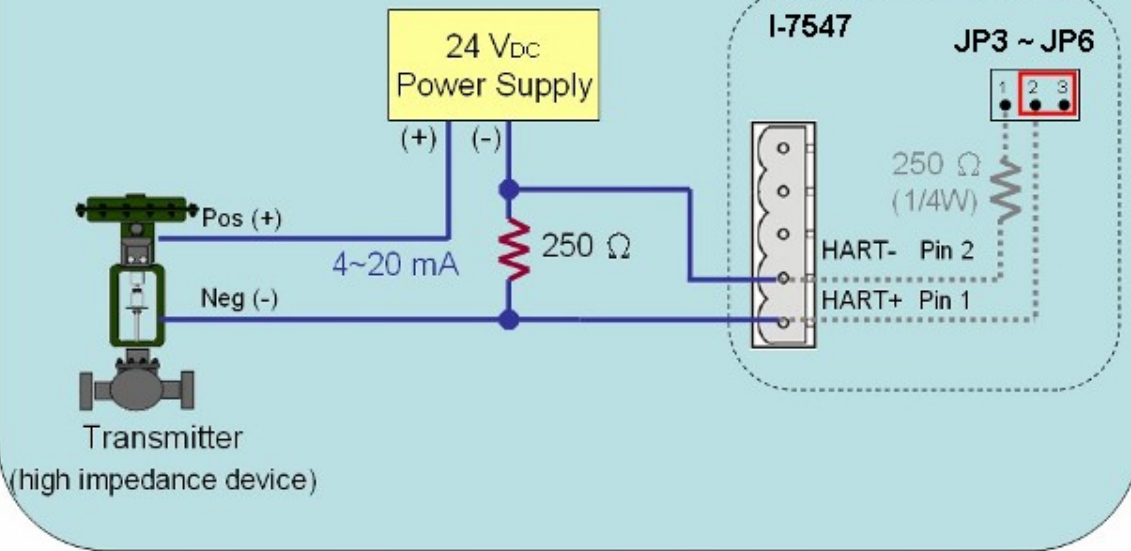 24 VDC
Power Supply
(+) (-)
I-7547
JP3 ~ JP6
1 2 3
250 Ω
(1/4W)
Pos (+)
4~20 mA
250 Ω
HART- Pin 2
Neg (-)
HART+ Pin 1
Transmitter
(high impedance device)